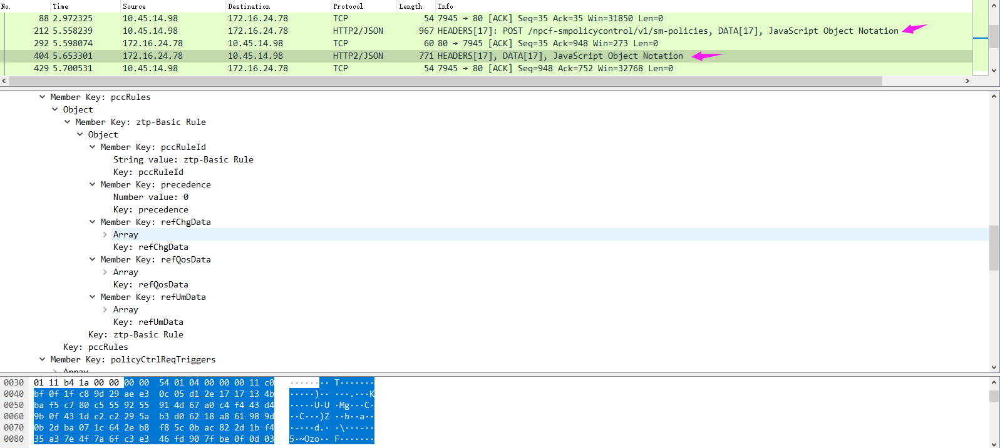 No. Time Source Destination Protocol Length Info
88 2.972325 10.45.14.98 172.16.24.78 TCP 54 7945 → 80 [ACK] Seq=35 Ack=35 Win=31850 Len=0
212 5.558239 10.45.14.98 172.16.24.78 HTTP2/JSON 967 HEADERS[17]: POST /npcf-smpolicycontrol/v1/sm-policies, DATA[17], JavaScript Object Notation
292 5.598074 172.16.24.78 10.45.14.98 TCP 60 80 → 7945 [ACK] Seq=35 Ack=948 Win=273 Len=0
404 5.653301 172.16.24.78 10.45.14.98 HTTP2/JSON 771 HEADERS[17], DATA[17], JavaScript Object Notation
429 5.700531 10.45.14.98 172.16.24.78 TCP 54 7945 → 80 [ACK] Seq=948 Ack=752 Win=32768 Len=0
Member Key: pccRules
Object
Member Key: ztp-Basic Rule
Object
Member Key: pccRuleId
String value: ztp-Basic Rule
Key: pccRuleId
Member Key: precedence
Number value: 0
Key: precedence
Member Key: refChgData
Array
Key: refChgData
Member Key: refQosData
Array
Key: refQosData
Member Key: refUmData
Array
Key: refUmData
Key: ztp-Basic Rule
Key: pccRules
Member Key: policyCtrlReqTriggers
Array
0030 01 11 b4 1a 00 00 00 00 54 01 04 00 00 00 11 c0 ········ T·······
0040 bf 0f 1f c8 9d 29 ae e3 0c 05 d1 2e 17 17 13 4b ·····)·· ···.···K
0050 ba f5 c7 80 c5 55 92 55 91 4d 67 a0 c4 f4 43 d4 ·····U·U ·Mg···C·
0060 9b 0f 43 1d c2 c2 29 5a b3 d0 62 18 a8 61 98 9d ··C···)Z ··b··a··
0070 0b 2d ba 07 1c 64 2e b8 f8 5c 0b ac 82 2d 1b f4 ·-···d.· ·\···-··
0080 35 a3 7e 4f 7a 6f c3 e3 46 fd 90 7f be 0f 0d 03 5·~Ozo·· F·······